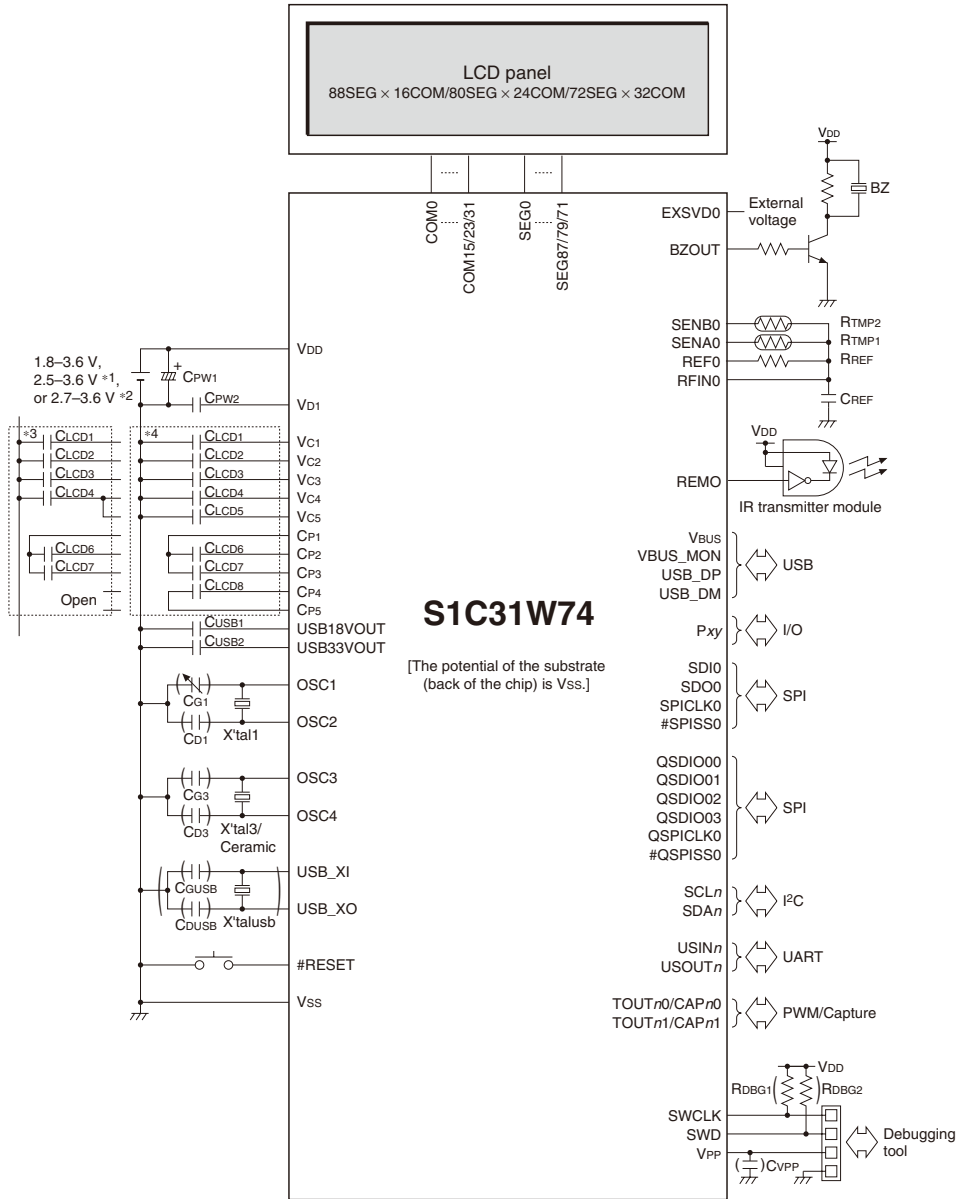 LCD panel
88SEG × 16COM/80SEG × 24COM/72SEG × 32COM
COM0
COM15/23/31
SEG0
SEG87/79/71
VDD
BZ
EXSVD0
External
voltage
BZOUT
SENB0
RTMP2
SENA0
RTMP1
REF0
RREF
RFIN0
CREF
VDD
REMO
IR transmitter module
VBUS
VBUS_MON
USB_DP
USB_DM
USB
Pxy
I/O
SDI0
SDO0
SPICLK0
#SPISS0
SPI
QSDIO00
QSDIO01
QSDIO02
QSDIO03
QSPICLK0
#QSPISS0
SPI
SCLn
SDAn
I²C
USINn
USOUTn
UART
TOUTn0/CAPn0
TOUTn1/CAPn1
PWM/Capture
VDD
RDBG1
RDBG2
SWCLK
SWD
VPP
CVPP
Debugging
tool
S1C31W74
[The potential of the substrate
(back of the chip) is VSS.]
1.8–3.6 V,
2.5–3.6 V *1,
or 2.7–3.6 V *2
CPW1
VDD
CPW2
VD1
*3
CLCD1
CLCD2
CLCD3
CLCD4
CLCD6
CLCD7
Open
*4
CLCD1
VC1
CLCD2
VC2
CLCD3
VC3
CLCD4
VC4
CLCD5
VC5
CP1
CLCD6
CP2
CLCD7
CP3
CLCD8
CP4
CP5
CUSB1
USB18VOUT
CUSB2
USB33VOUT
OSC1
CG1
OSC2
CD1
X'tal1
OSC3
CG3
OSC4
CD3
X'tal3/
Ceramic
USB_XI
CGUSB
USB_XO
CDUSB
X'talusb
#RESET
VSS